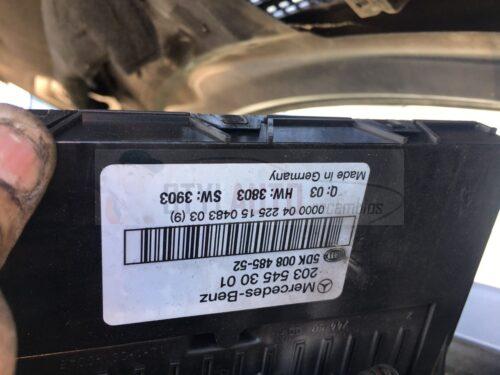 Mercedes-Benz
203 545 30 01
5DK 008 485-52
0000 04 225 15 0483 03 (9)
Q: 03 HW: 3803 SW: 3903
Made in Germany